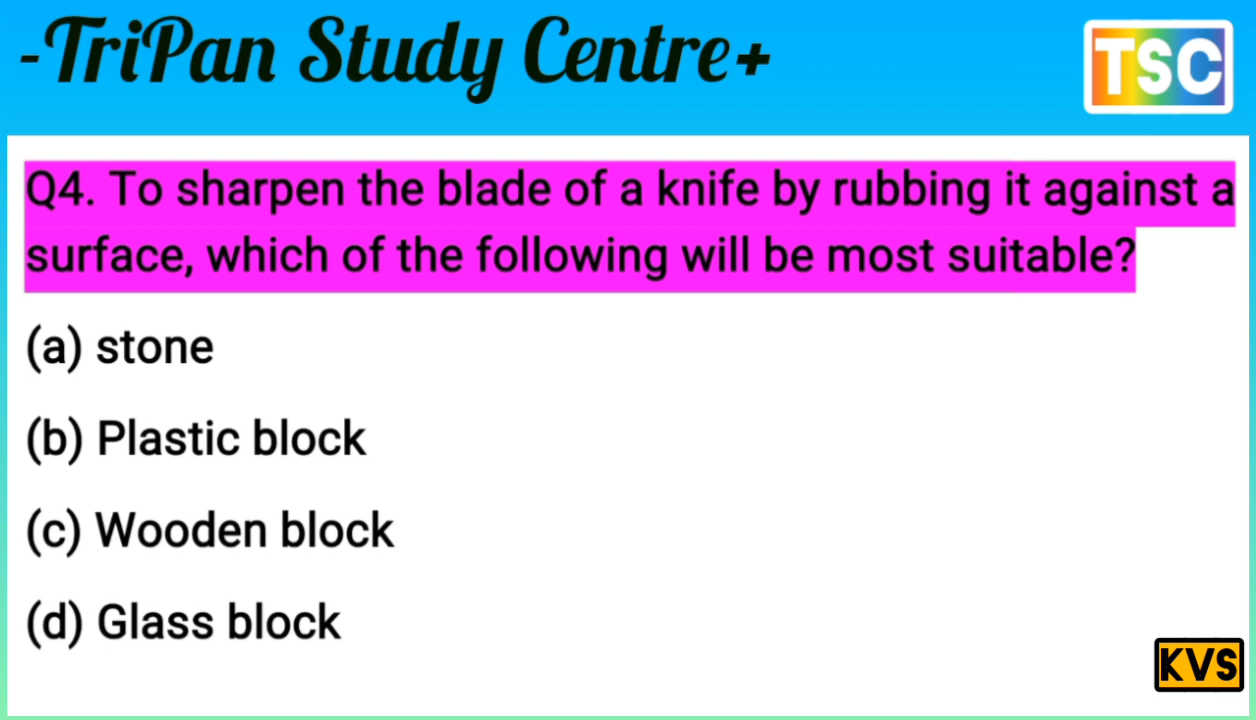 -TriPan Study Centre+
TSC
Q4. To sharpen the blade of a knife by rubbing it against a
surface, which of the following will be most suitable?
(a) stone
(b) Plastic block
(c) Wooden block
(d) Glass block
KVS